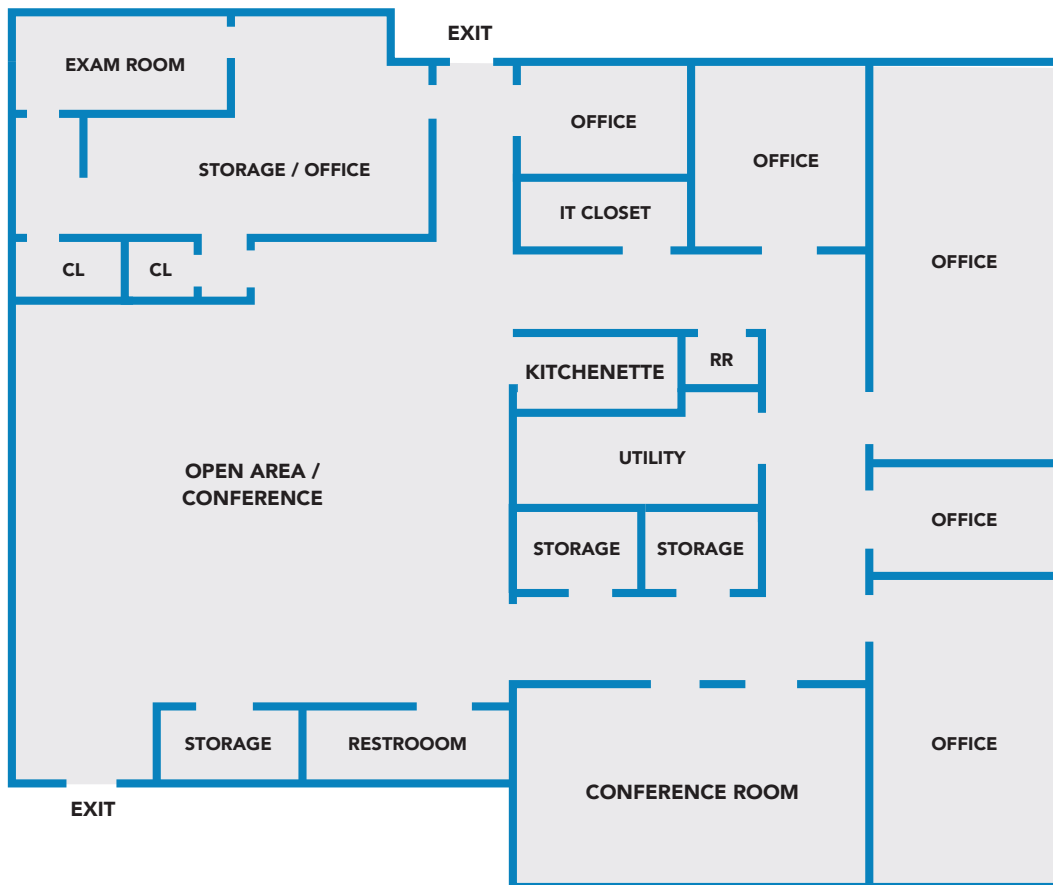 EXIT
EXAM ROOM
OFFICE
OFFICE
STORAGE / OFFICE
IT CLOSET
OFFICE
CL
CL
RR
KITCHENETTE
UTILITY
OPEN AREA /
CONFERENCE
OFFICE
STORAGE
STORAGE
STORAGE
RESTROOOM
OFFICE
CONFERENCE ROOM
EXIT